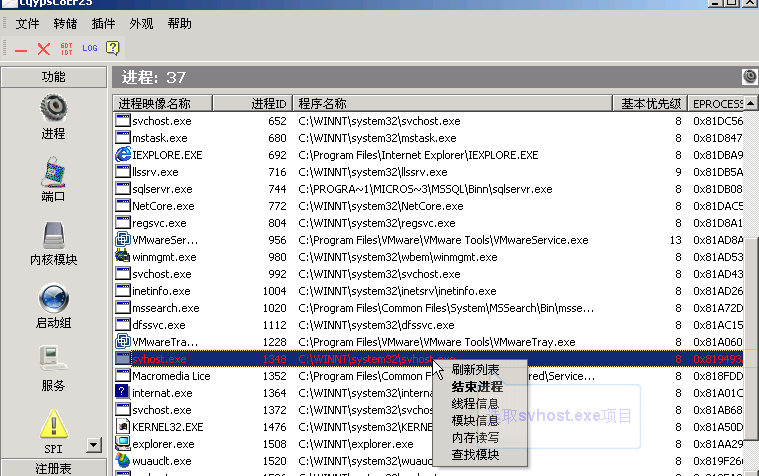 文件 转储 插件 外观 帮助
GDT IDT LOG
功能 进程: 37
进程映像名称 进程ID 程序名称 基本优先级 EPROCESS
svchost.exe 652 C:\WINNT\system32\svchost.exe 8 0x81DC56
mstask.exe 680 C:\WINNT\system32\mstask.exe 8 0x81D847
IEXPLORE.EXE 692 C:\Program Files\Internet Explorer\IEXPLORE.EXE 8 0x81DBA9
llssrv.exe 716 C:\WINNT\system32\llssrv.exe 9 0x81DB5A
sqlservr.exe 744 C:\PROGRA~1\MICROS~3\MSSQL\Binn\sqlservr.exe 8 0x81DB08
NetCore.exe 772 C:\WINNT\system32\NetCore.exe 8 0x81DAC5
regsvc.exe 804 C:\WINNT\system32\regsvc.exe 8 0x81D8A1
VMwareSer... 956 C:\Program Files\VMware\VMware Tools\VMwareService.exe 13 0x81AD8A
winmgmt.exe 980 C:\WINNT\system32\wbem\winmgmt.exe 8 0x81AD53
svchost.exe 992 C:\WINNT\system32\svchost.exe 8 0x81AD43
inetinfo.exe 1004 C:\WINNT\system32\inetsrv\inetinfo.exe 8 0x81AD26
mssearch.exe 1020 C:\Program Files\Common Files\System\MSSearch\Bin\msse... 8 0x81A72D
dfssvc.exe 1112 C:\WINNT\system32\dfssvc.exe 8 0x81AC15
VMwareTra... 1228 C:\Program Files\VMware\VMware Tools\VMwareTray.exe 8 0x81A060
svhost.exe 1348 C:\WINNT\system32\svhost.exe 8 0x819493
Macromedia Lice 1352 C:\Program Files\Common F red\Service... 8 0x818FDD
internat.exe 1364 C:\WINNT\system32\interna 8 0x81A01C
svchost.exe 1372 C:\WINNT\system32\svchost 8 0x81AB68
KERNEL32.EXE 1476 C:\WINNT\system32\KERNEL3 8 0x81A850
explorer.exe 1508 C:\WINNT\explorer.exe 8 0x81AA29
wuauclt.exe 1520 C:\WINNT\system32\wuauclt 8 0x819F26
进程
端口
内核模块
启动组
服务
SPI
注册表
刷新列表
结束进程
线程信息
模块信息
内存读写
查找模块
取svhost.exe项目